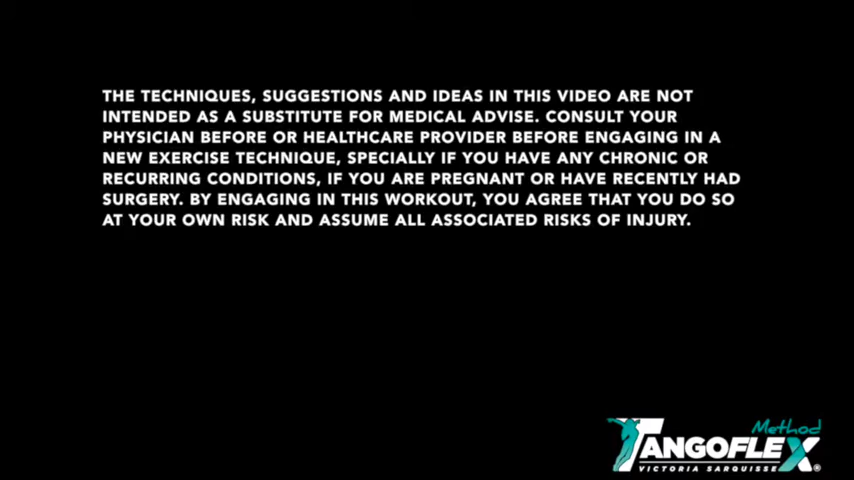 THE TECHNIQUES, SUGGESTIONS AND IDEAS IN THIS VIDEO ARE NOT
INTENDED AS A SUBSTITUTE FOR MEDICAL ADVISE. CONSULT YOUR
PHYSICIAN BEFORE OR HEALTHCARE PROVIDER BEFORE ENGAGING IN A
NEW EXERCISE TECHNIQUE, SPECIALLY IF YOU HAVE ANY CHRONIC OR
RECURRING CONDITIONS, IF YOU ARE PREGNANT OR HAVE RECENTLY HAD
SURGERY. BY ENGAGING IN THIS WORKOUT, YOU AGREE THAT YOU DO SO
AT YOUR OWN RISK AND ASSUME ALL ASSOCIATED RISKS OF INJURY.
Method
TANGOFLEX
VICTORIA SARQUISSE ®